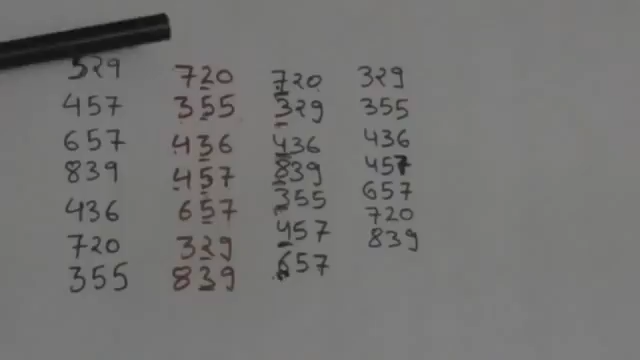 329 720 720 329
457 355 329 355
657 436 436 436
839 457 839 457
436 657 355 657
720 329 457 720
355 839 657 839